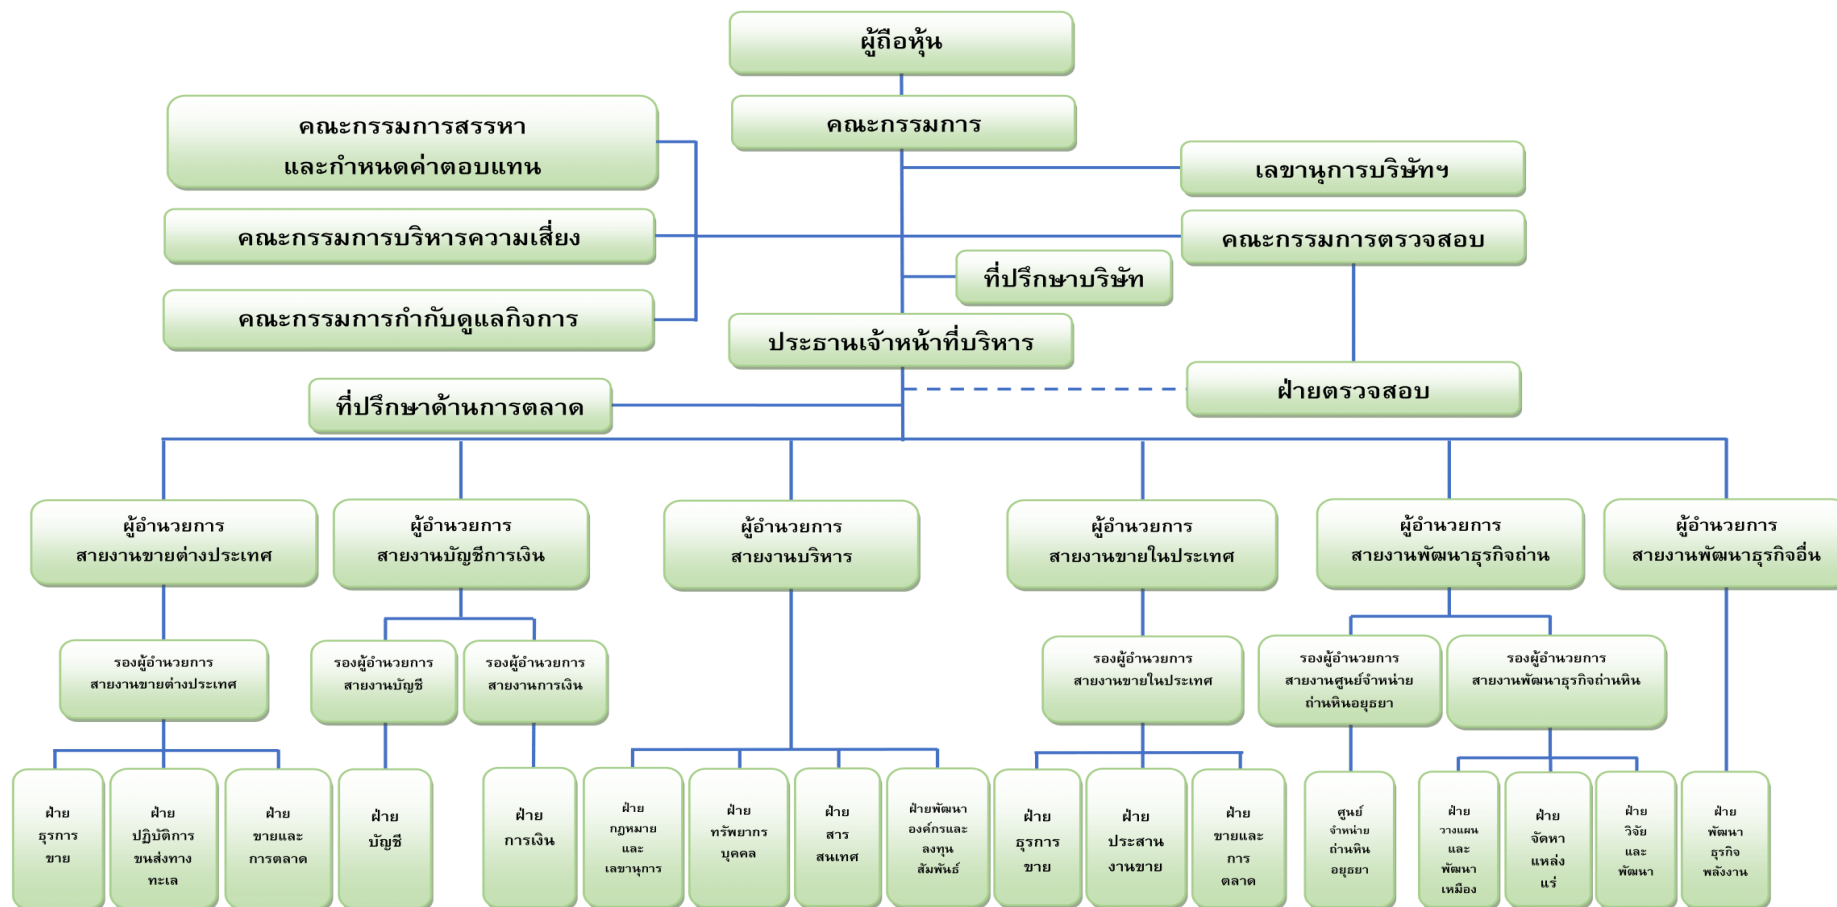 ผู้ถือหุ้น
คณะกรรมการ
คณะกรรมการสรรหา
และกำหนดค่าตอบแทน
เลขานุการบริษัทฯ
คณะกรรมการบริหารความเสี่ยง
คณะกรรมการตรวจสอบ
ที่ปรึกษาบริษัท
คณะกรรมการกำกับดูแลกิจการ
ประธานเจ้าหน้าที่บริหาร
ฝ่ายตรวจสอบ
ที่ปรึกษาด้านการตลาด
ผู้อำนวยการ
สายงานขายต่างประเทศ
ผู้อำนวยการ
สายงานบัญชีการเงิน
ผู้อำนวยการ
สายงานบริหาร
ผู้อำนวยการ
สายงานขายในประเทศ
ผู้อำนวยการ
สายงานพัฒนาธุรกิจถ่าน
ผู้อำนวยการ
สายงานพัฒนาธุรกิจอื่น
รองผู้อำนวยการ
สายงานขายต่างประเทศ
รองผู้อำนวยการ
สายงานบัญชี
รองผู้อำนวยการ
สายงานการเงิน
รองผู้อำนวยการ
สายงานขายในประเทศ
รองผู้อำนวยการ
สายงานศูนย์จำหน่าย
ถ่านหินอยุธยา
รองผู้อำนวยการ
สายงานพัฒนาธุรกิจถ่านหิน
ฝ่าย
ธุรการ
ขาย
ฝ่าย
ปฏิบัติการ
ขนส่งทาง
ทะเล
ฝ่าย
ขายและ
การตลาด
ฝ่าย
บัญชี
ฝ่าย
การเงิน
ฝ่าย
กฎหมาย
และ
เลขานุการ
ฝ่าย
ทรัพยากร
บุคคล
ฝ่าย
สาร
สนเทศ
ฝ่ายพัฒนา
องค์กรและ
ลงทุน
สัมพันธ์
ฝ่าย
ธุรการ
ขาย
ฝ่าย
ประสาน
งานขาย
ฝ่าย
ขายและ
การ
ตลาด
ศูนย์
จำหน่าย
ถ่านหิน
อยุธยา
ฝ่าย
วางแผน
และ
พัฒนา
เหมือง
ฝ่าย
จัดหา
แหล่ง
แร่
ฝ่าย
วิจัย
และ
พัฒนา
ฝ่าย
พัฒนา
ธุรกิจ
พลังงาน